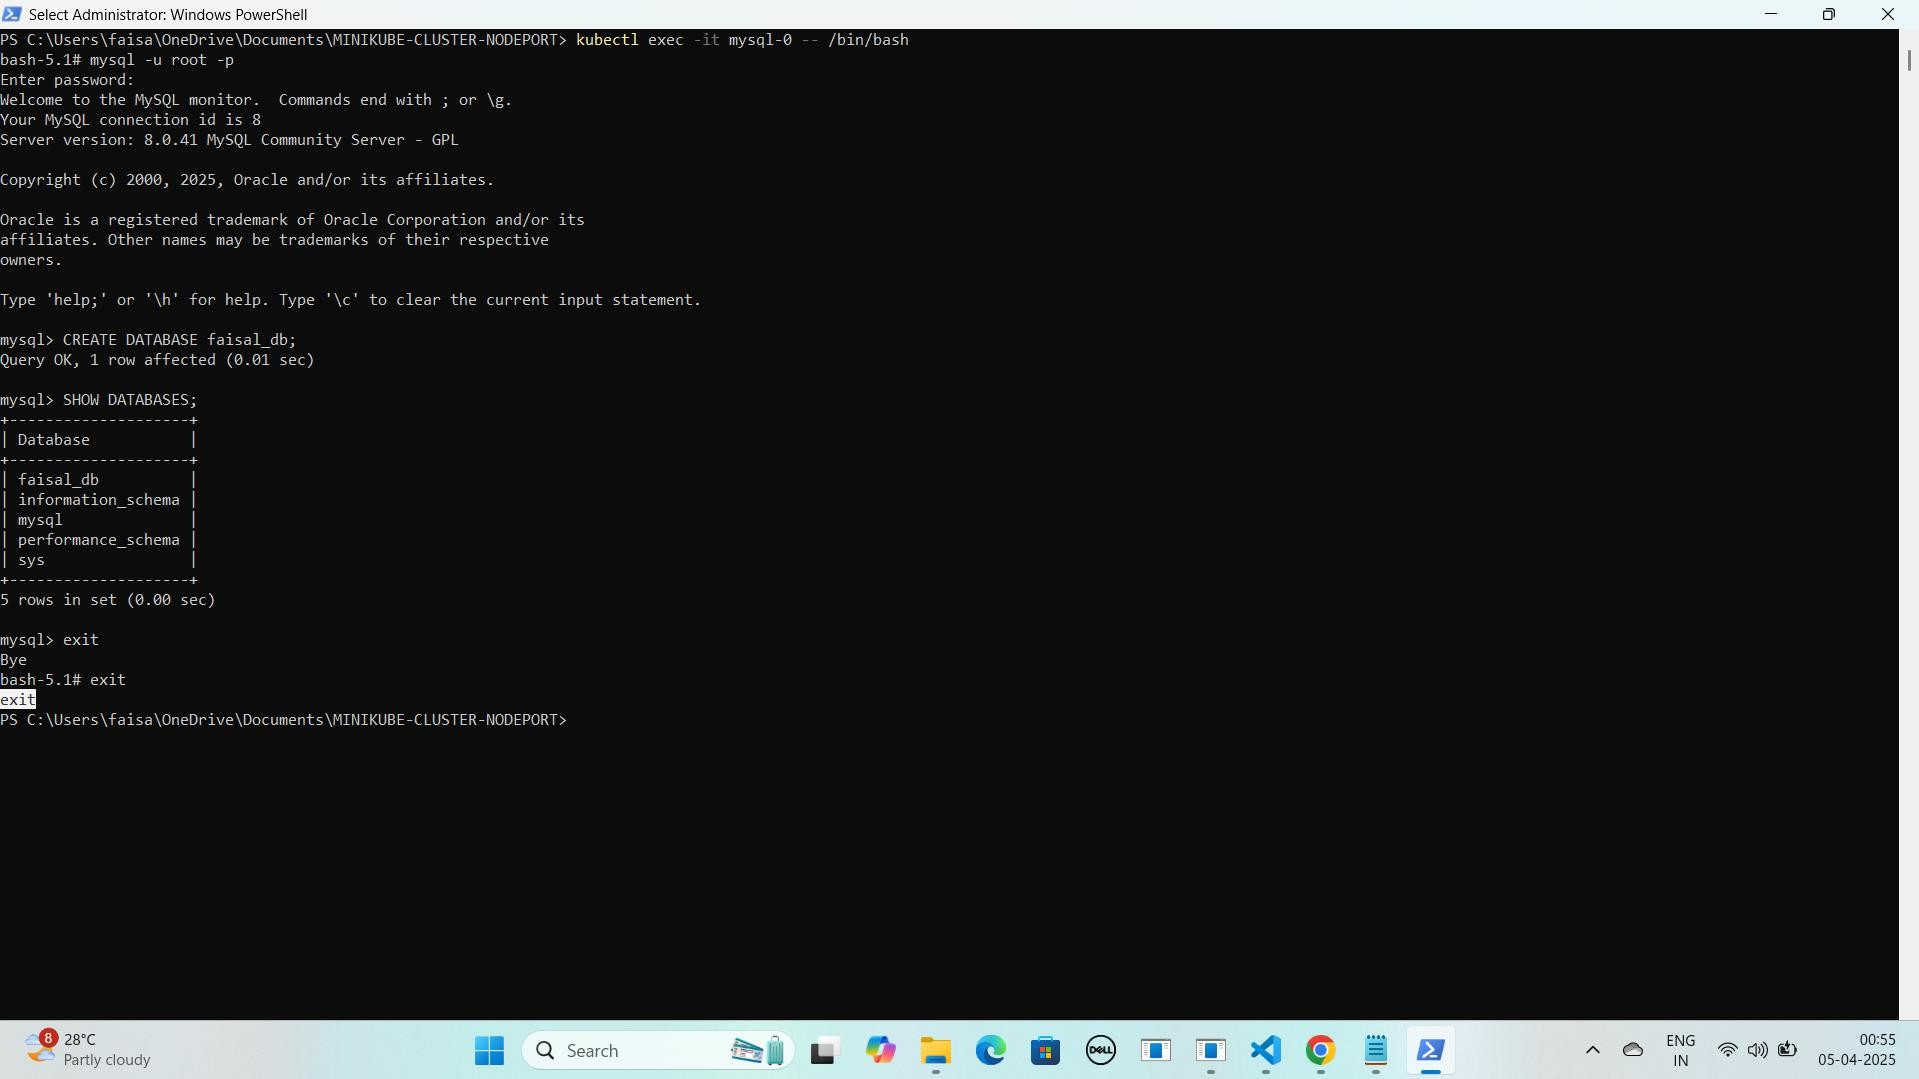 Select Administrator: Windows PowerShell
PS C:\Users\faisa\OneDrive\Documents\MINIKUBE-CLUSTER-NODEPORT> kubectl exec -it mysql-0 -- /bin/bash
bash-5.1# mysql -u root -p
Enter password:
Welcome to the MySQL monitor.  Commands end with ; or \g.
Your MySQL connection id is 8
Server version: 8.0.41 MySQL Community Server - GPL

Copyright (c) 2000, 2025, Oracle and/or its affiliates.

Oracle is a registered trademark of Oracle Corporation and/or its
affiliates. Other names may be trademarks of their respective
owners.

Type 'help;' or '\h' for help. Type '\c' to clear the current input statement.

mysql> CREATE DATABASE faisal_db;
Query OK, 1 row affected (0.01 sec)

mysql> SHOW DATABASES;
+--------------------+
| Database           |
+--------------------+
| faisal_db          |
| information_schema |
| mysql              |
| performance_schema |
| sys                |
+--------------------+
5 rows in set (0.00 sec)

mysql> exit
Bye
bash-5.1# exit
exit
PS C:\Users\faisa\OneDrive\Documents\MINIKUBE-CLUSTER-NODEPORT>
8
28°C
Partly cloudy
Search
DELL
ENG
IN
00:55
05-04-2025